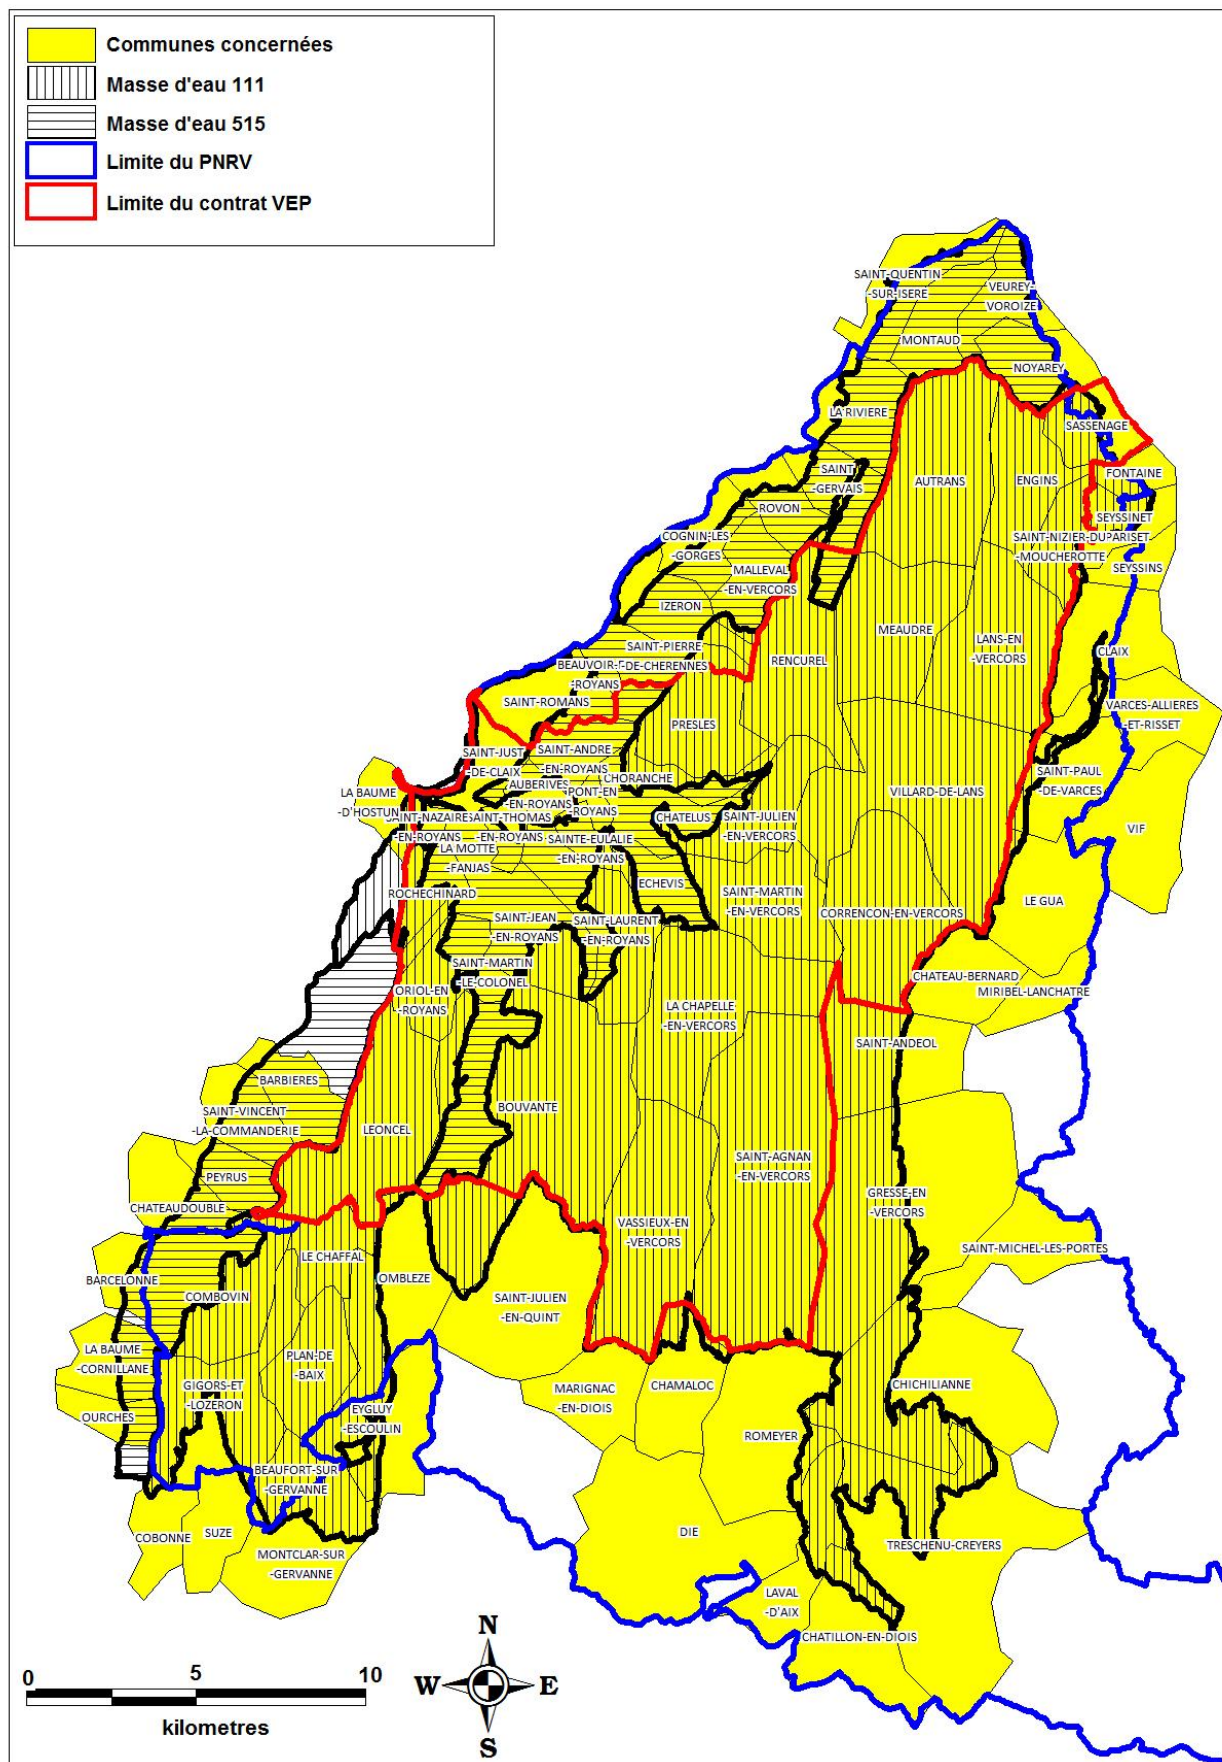 Communes concernées
Masse d'eau 111
Masse d'eau 515
Limite du PNRV
Limite du contrat VEP
SAINT-QUENTIN
-SUR-ISERE
VEUREY-
VOROIZE
MONTAUD
NOYAREY
LA RIVIERE
SASSENAGE
SAINT
-GERVAIS
AUTRANS
ENGINS
FONTAINE
ROVON
SEYSSINET
COGNIN-LES
-GORGES
SAINT-NIZIER-DU
PARISET
-MOUCHEROTTE
MALLEVAL
-EN-VERCORS
SEYSSINS
IZERON
MEAUDRE
LANS-EN
-VERCORS
SAINT-PIERRE
-DE-CHERENNES
RENCUREL
CLAIX
BEAUVOIR-
-ROYANS
SAINT-ROMANS
VARCES-ALLIERES
-ET-RISSET
PRESLES
SAINT-JUST
-DE-CLAIX
SAINT-ANDRE
-EN-ROYANS
CHORANCHE
SAINT-PAUL
-DE-VARCES
LA BAUME
-D'HOSTUN
AUBERIVES
-EN-ROYANS
PONT-EN
-ROYANS
VILLARD-DE-LANS
SAINT-NAZAIRE
-EN-ROYANS
SAINT-THOMAS
-EN-ROYANS
CHATELUS
SAINT-JULIEN
-EN-VERCORS
VIF
LA MOTTE
-FANJAS
SAINTE-EULALIE
-EN-ROYANS
ROCHECHINARD
ECHEVIS
SAINT-MARTIN
-EN-VERCORS
LE GUA
CORRENCON-EN-VERCORS
SAINT-JEAN
-EN-ROYANS
SAINT-LAURENT
-EN-ROYANS
SAINT-MARTIN
-LE-COLONEL
CHATEAU-BERNARD
MIRIBEL-LANCHATRE
ORIOL-EN
-ROYANS
LA CHAPELLE
-EN-VERCORS
SAINT-ANDEOL
BARBIERES
SAINT-VINCENT
-LA-COMMANDERIE
LEONCEL
BOUVANTE
PEYRUS
SAINT-AGNAN
-EN-VERCORS
CHATEAUDOUBLE
GRESSE-EN
-VERCORS
VASSIEUX-EN
-VERCORS
LE CHAFFAL
SAINT-MICHEL-LES-PORTES
BARCELONNE
OMBLEZE
COMBOVIN
SAINT-JULIEN
-EN-QUINT
LA BAUME
-CORNILLANE
PLAN-DE
-BAIX
GIGORS-ET
-LOZERON
MARIGNAC
-EN-DIOIS
CHAMALOC
CHICHILIANNE
OURCHES
EYGLUY
-ESCOULIN
ROMEYER
BEAUFORT-SUR
-GERVANNE
COBONNE
SUZE
DIE
TRESCHENU-CREYERS
MONTCLAR-SUR
-GERVANNE
LAVAL
-D'AIX
CHATILLON-EN-DIOIS
0 5 10
kilometres
N
W E
S